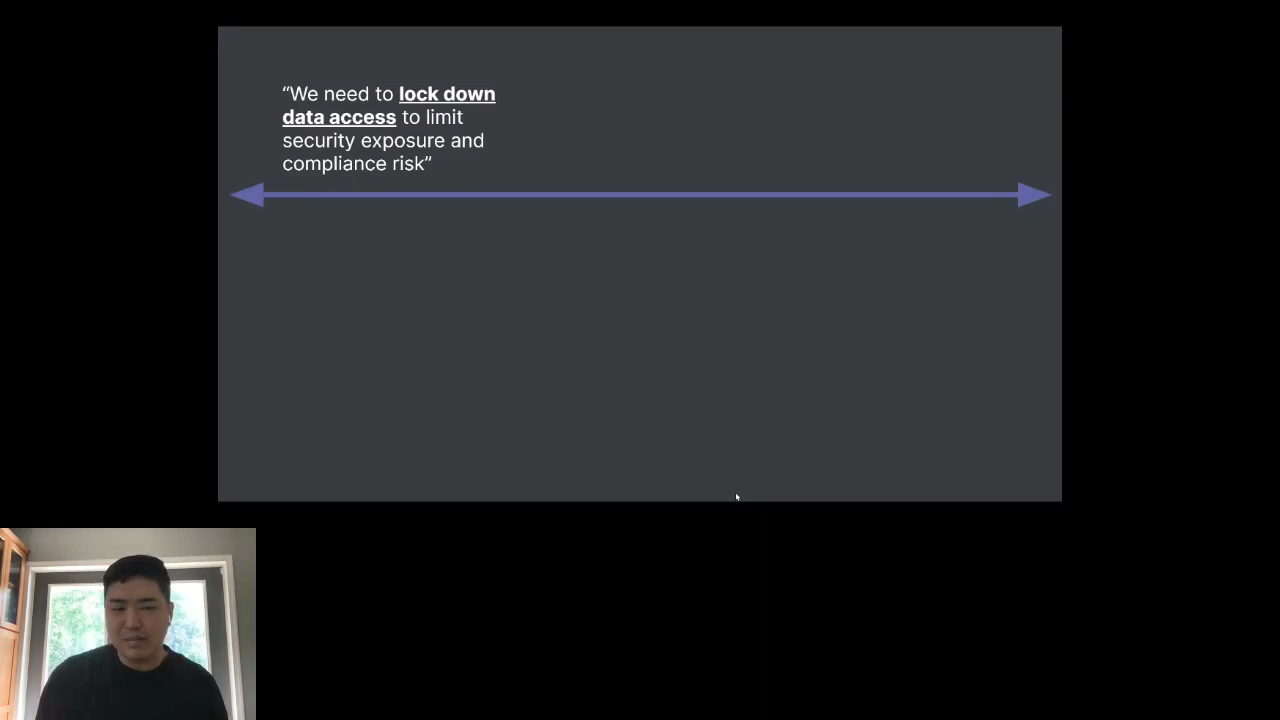 “We need to lock down
data access to limit
security exposure and
compliance risk”